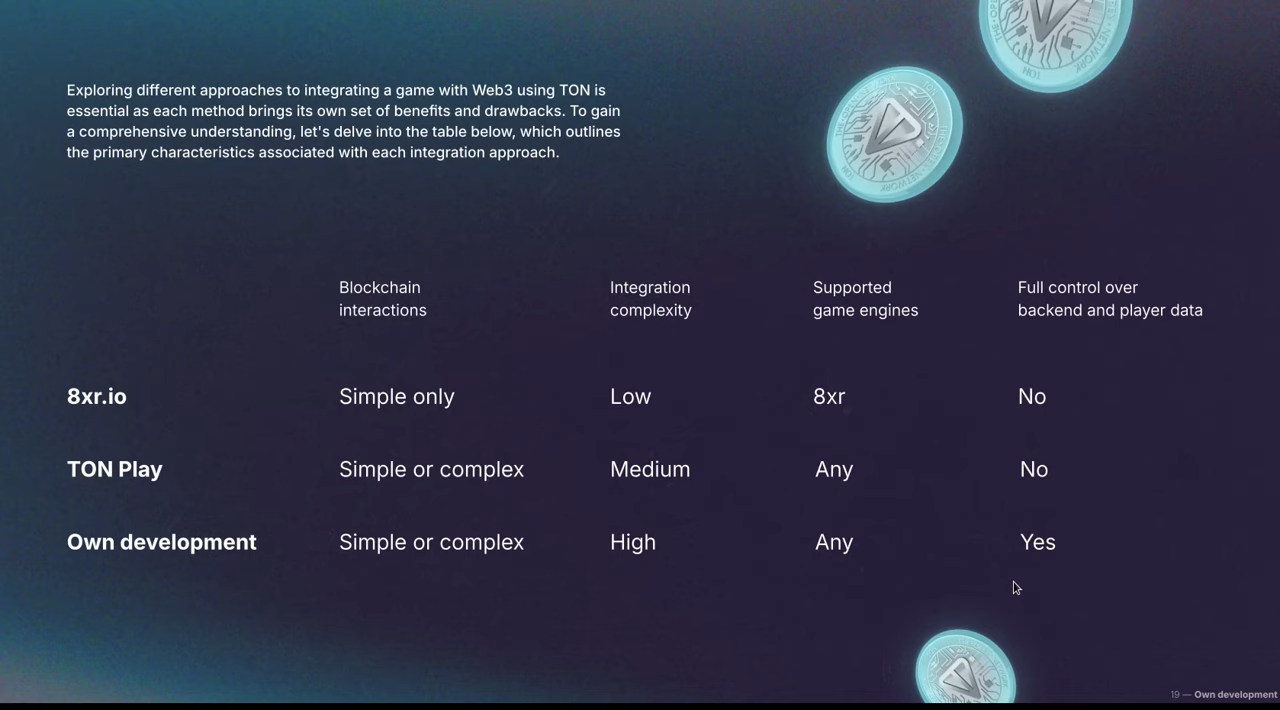 Exploring different approaches to integrating a game with Web3 using TON is
essential as each method brings its own set of benefits and drawbacks. To gain
a comprehensive understanding, let's delve into the table below, which outlines
the primary characteristics associated with each integration approach.
Blockchain
interactions
Integration
complexity
Supported
game engines
Full control over
backend and player data
8xr.io Simple only Low 8xr No
TON Play Simple or complex Medium Any No
Own development Simple or complex High Any Yes
19 — Own development